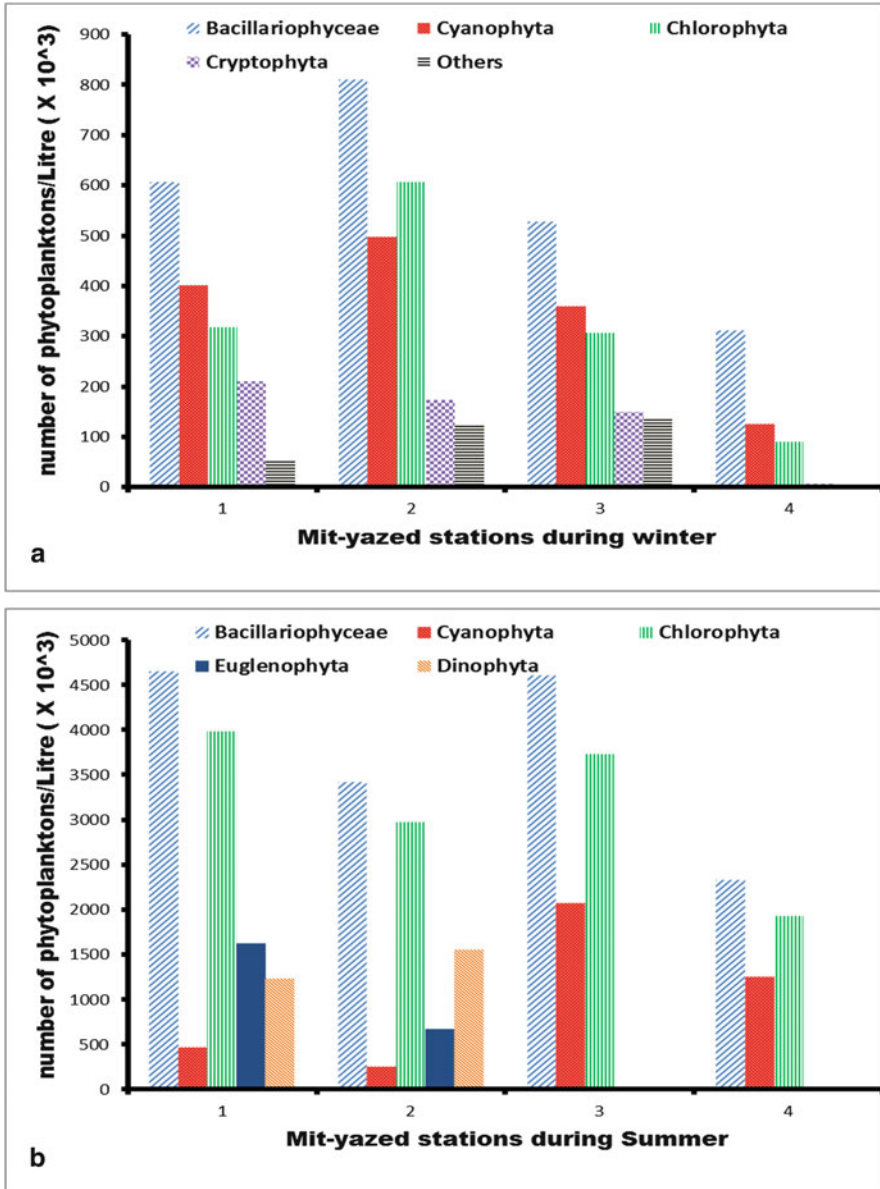 Bacillariophyceae Cyanophyta Chlorophyta
Cryptophyta Others
number of phytoplanktons/Litre ( X 10^3)
900
800
700
600
500
400
300
200
100
0
1 2 3 4
Mit-yazed stations during winter
a
Bacillariophyceae Cyanophyta Chlorophyta
Euglenophyta Dinophyta
number of phytoplanktons/Litre ( X 10^3)
5000
4500
4000
3500
3000
2500
2000
1500
1000
500
0
1 2 3 4
Mit-yazed stations during Summer
b